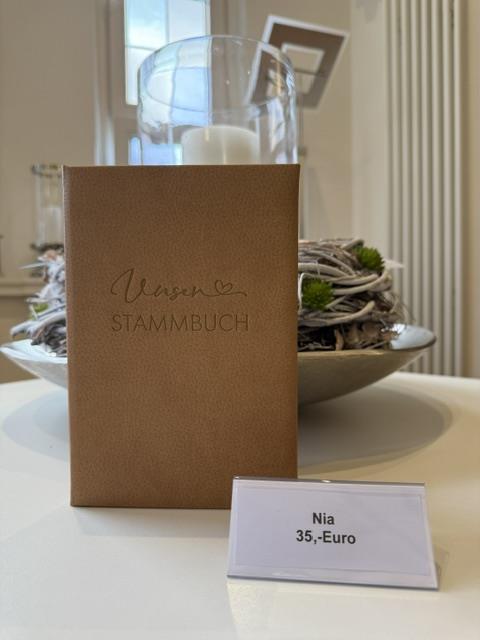 Unser
STAMMBUCH
Nia
35,-Euro